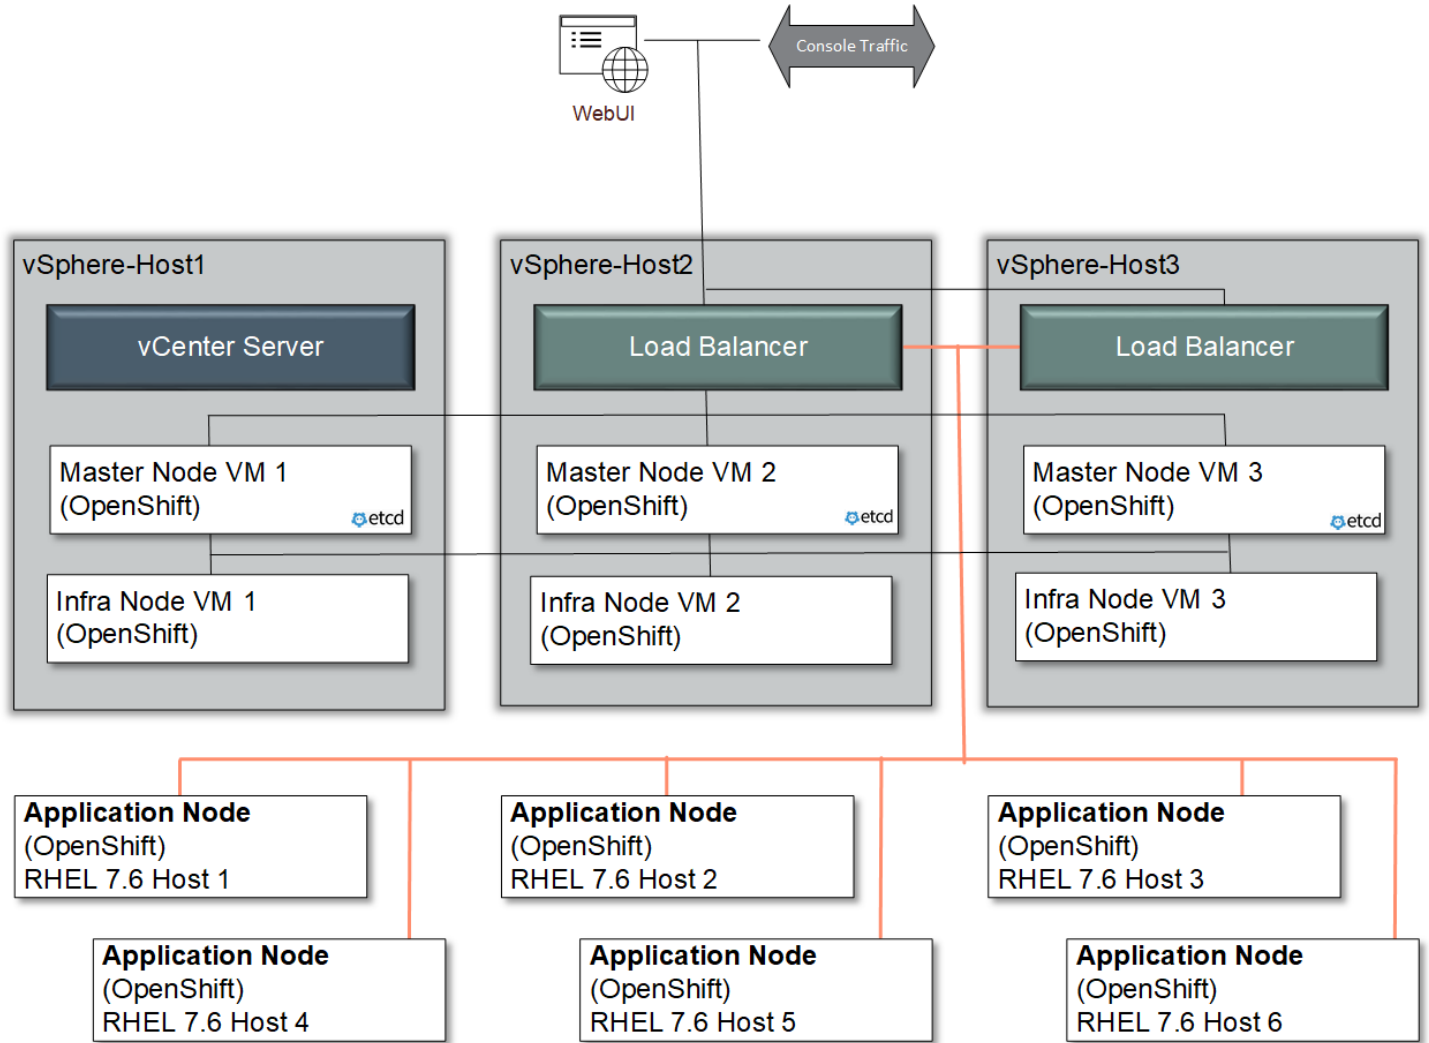 Console Traffic
WebUI
vSphere-Host1
vCenter Server
Master Node VM 1
(OpenShift)
etcd
Infra Node VM 1
(OpenShift)
vSphere-Host2
Load Balancer
Master Node VM 2
(OpenShift)
etcd
Infra Node VM 2
(OpenShift)
vSphere-Host3
Load Balancer
Master Node VM 3
(OpenShift)
etcd
Infra Node VM 3
(OpenShift)
Application Node
(OpenShift)
RHEL 7.6 Host 1
Application Node
(OpenShift)
RHEL 7.6 Host 2
Application Node
(OpenShift)
RHEL 7.6 Host 3
Application Node
(OpenShift)
RHEL 7.6 Host 4
Application Node
(OpenShift)
RHEL 7.6 Host 5
Application Node
(OpenShift)
RHEL 7.6 Host 6